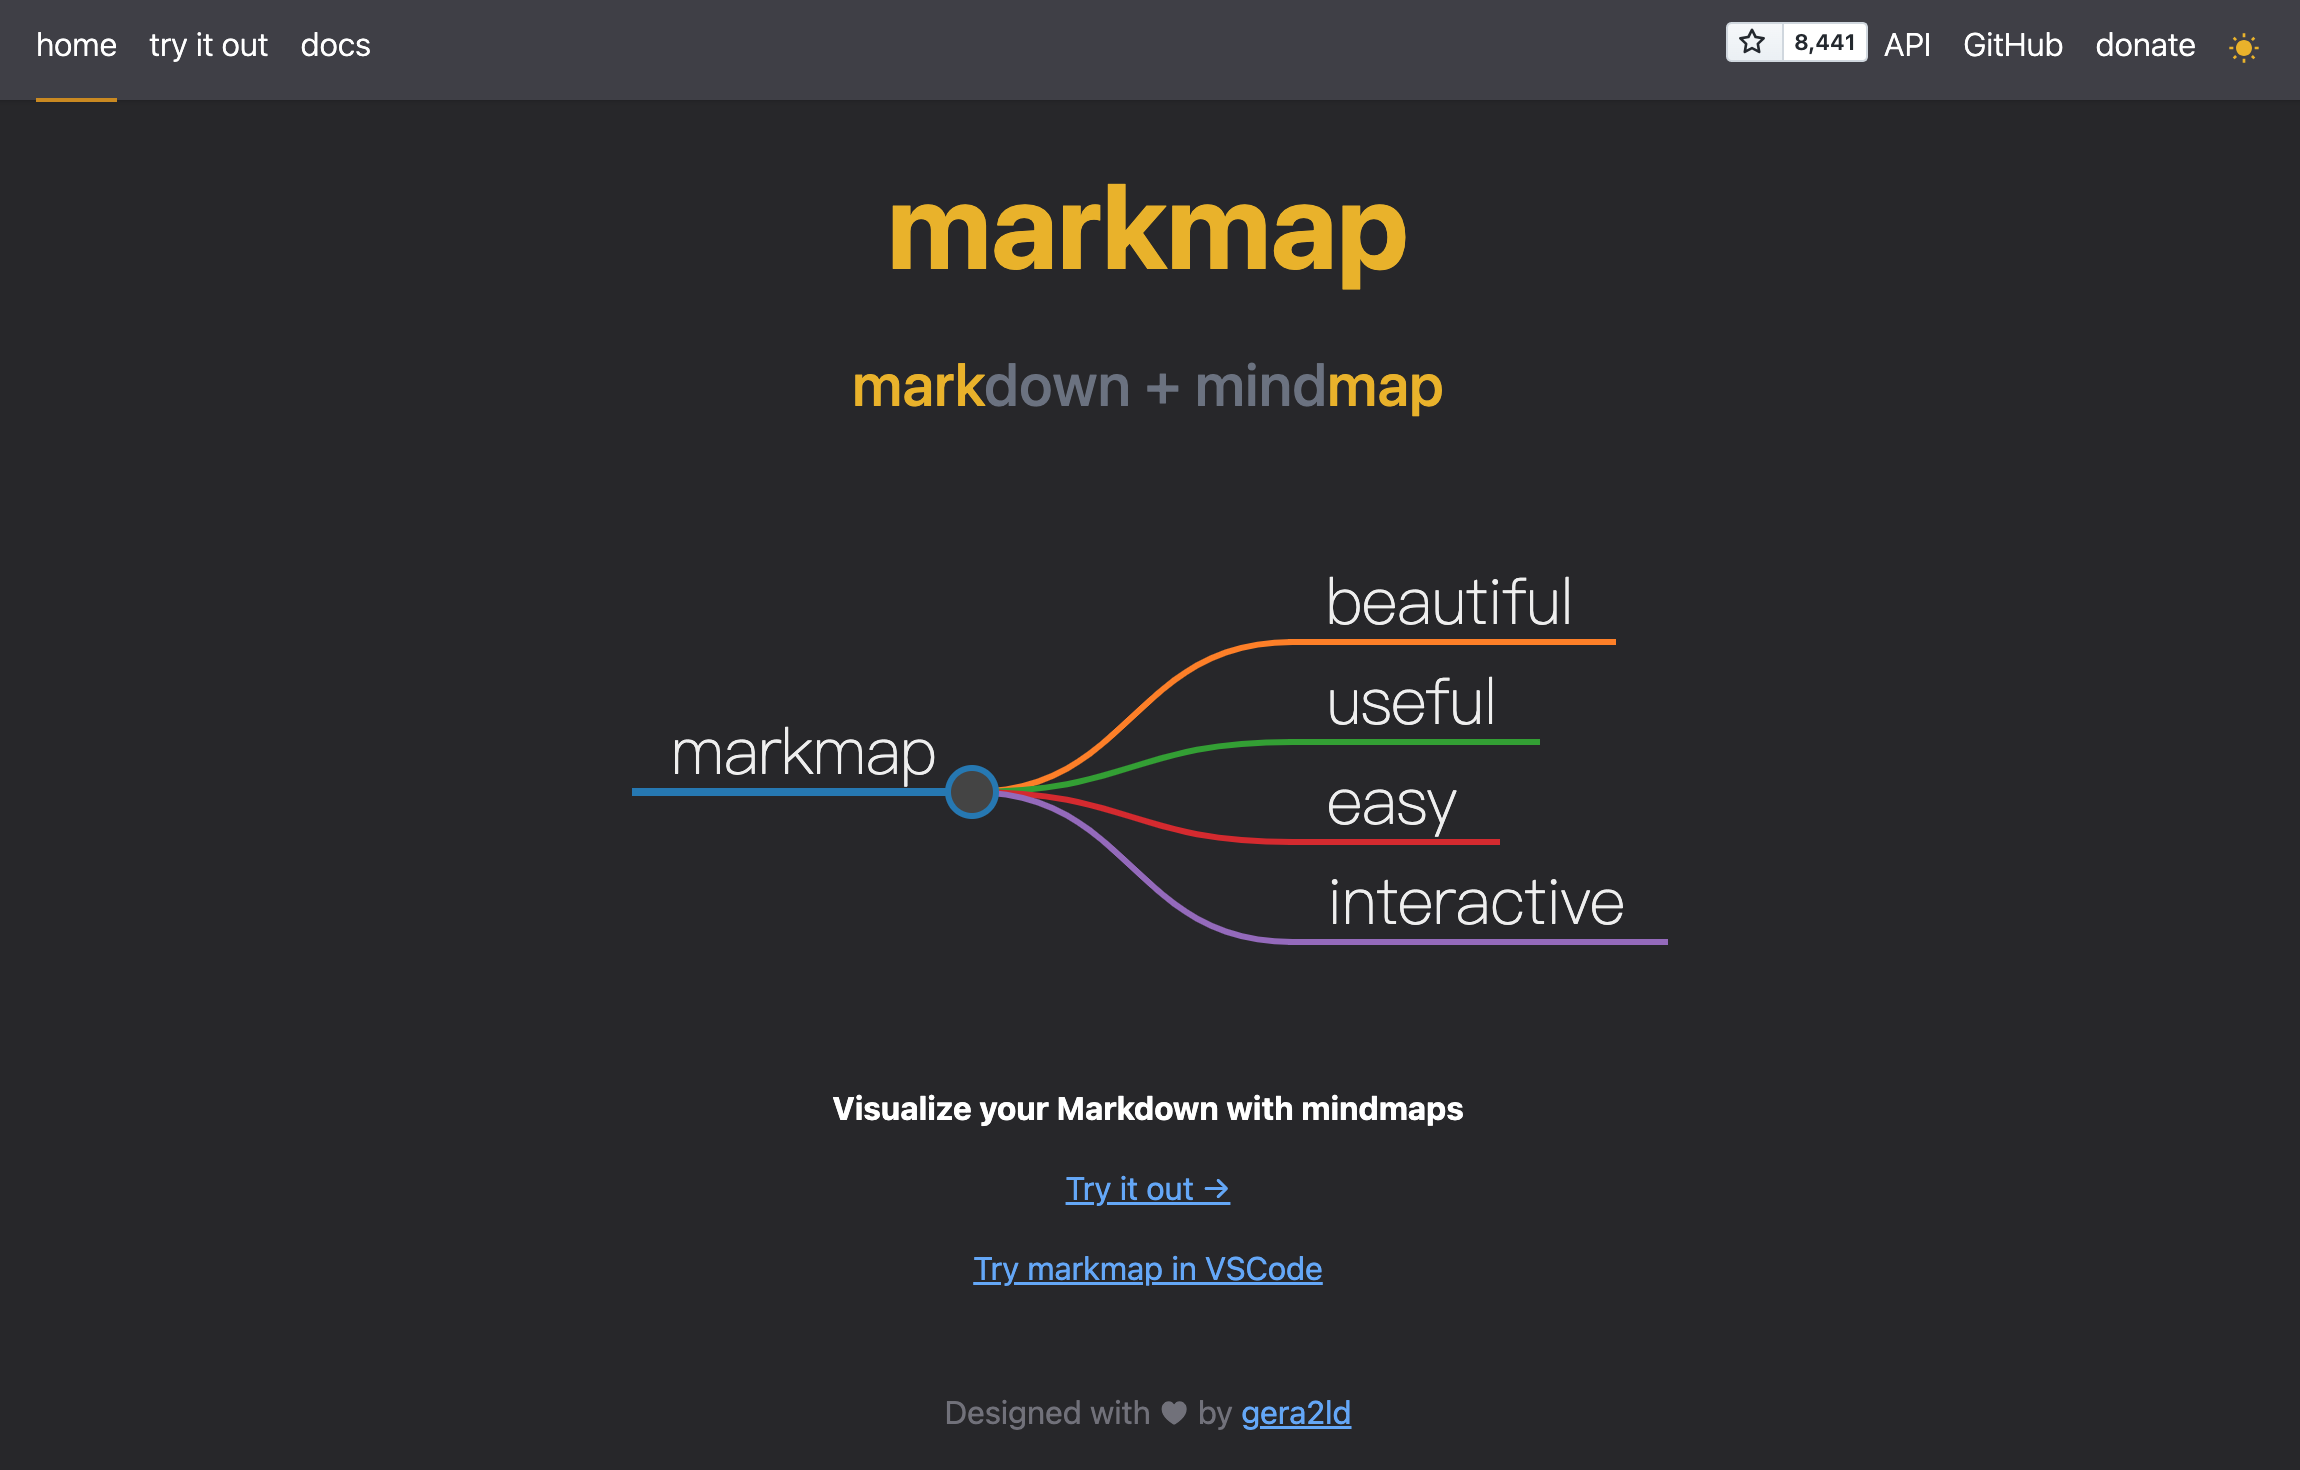 home try it out docs 8,441 API GitHub donate
markmap
markdown + mindmap
beautiful
useful
markmap
easy
interactive
Visualize your Markdown with mindmaps
Try it out →
Try markmap in VSCode
Designed with ♥ by gera2ld